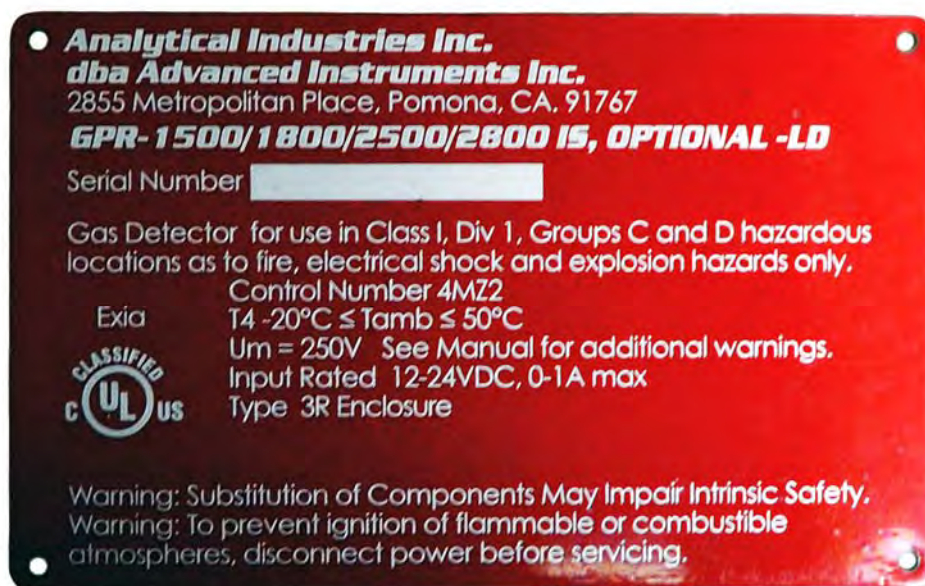 Analytical Industries Inc.
dba Advanced Instruments Inc.
2855 Metropolitan Place, Pomona, CA. 91767
GPR-1500/1800/2500/2800 IS, OPTIONAL -LD
Serial Number
Gas Detector for use in Class I, Div 1, Groups C and D hazardous
locations as to fire, electrical shock and explosion hazards only.
Control Number 4MZ2
Exia T4 -20°C ≤ Tamb ≤ 50°C
Um = 250V See Manual for additional warnings.
Input Rated 12-24VDC, 0-1A max
Type 3R Enclosure
CLASSIFIED
C UL US
Warning: Substitution of Components May Impair Intrinsic Safety.
Warning: To prevent ignition of flammable or combustible
atmospheres, disconnect power before servicing.